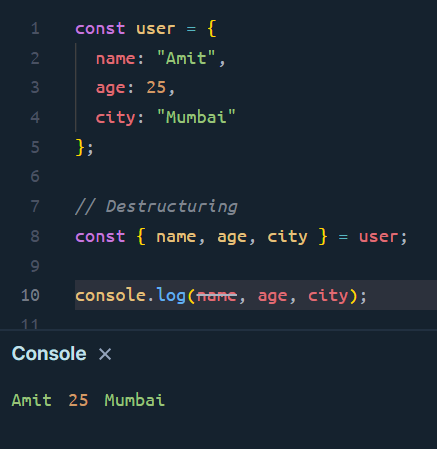 1 const user = {
2 name: "Amit",
3 age: 25,
4 city: "Mumbai"
5 };
6
7 // Destructuring
8 const { name, age, city } = user;
9
10 console.log(name, age, city);
11
Console ×
Amit 25 Mumbai